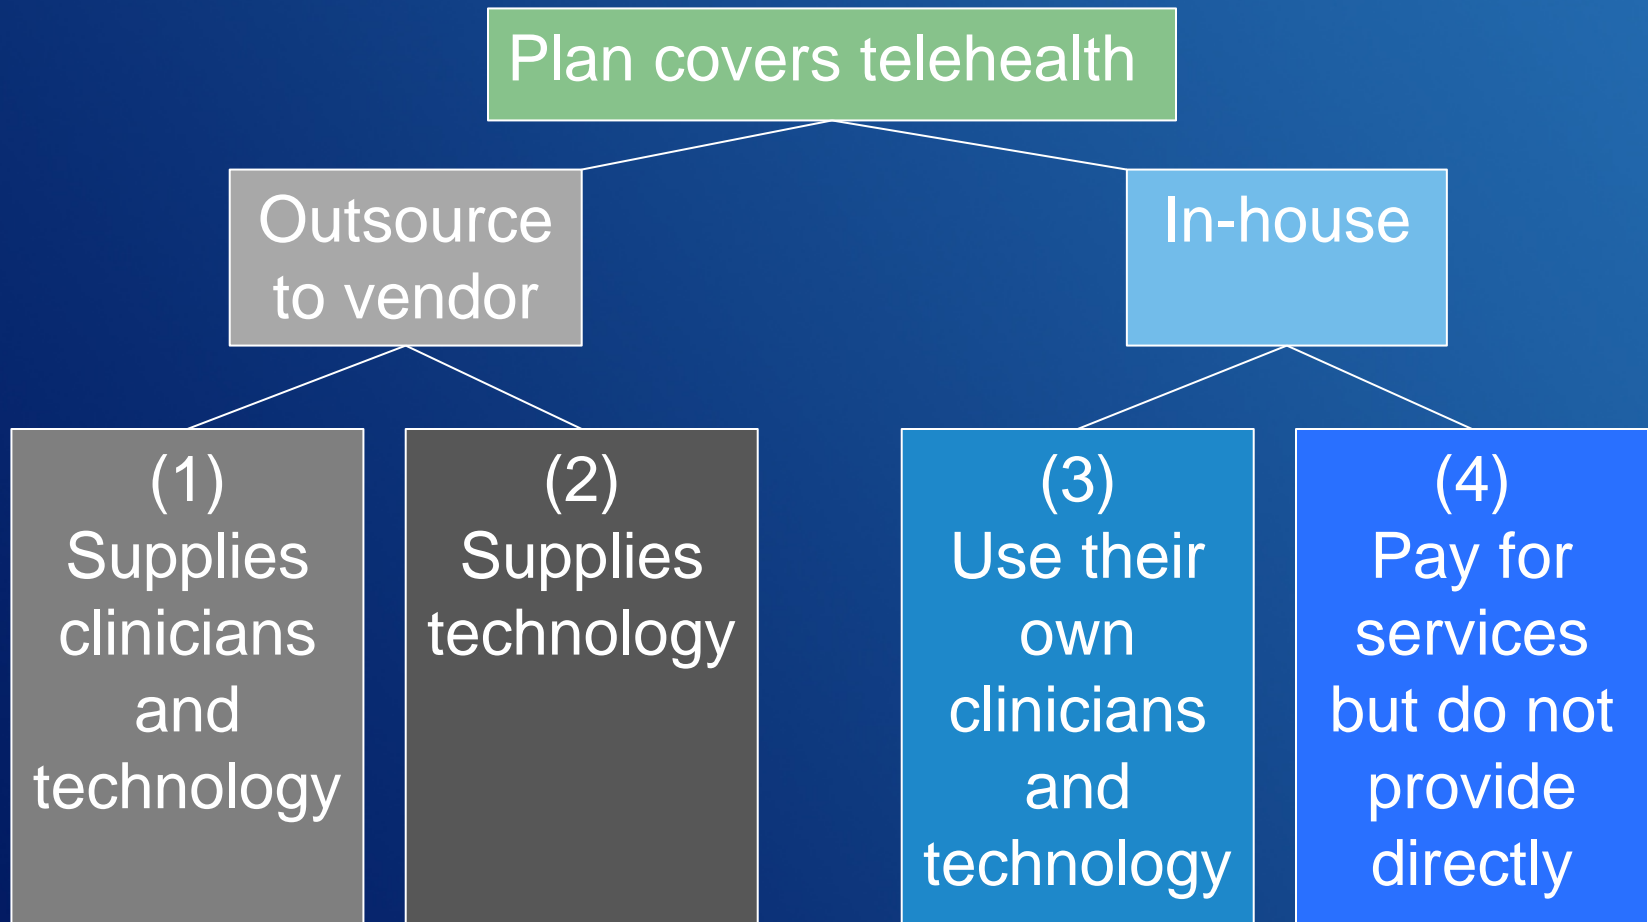 Plan covers telehealth
Outsource
to vendor
In-house
(1)
Supplies
clinicians
and
technology
(2)
Supplies
technology
(3)
Use their
own
clinicians
and
technology
(4)
Pay for
services
but do not
provide
directly